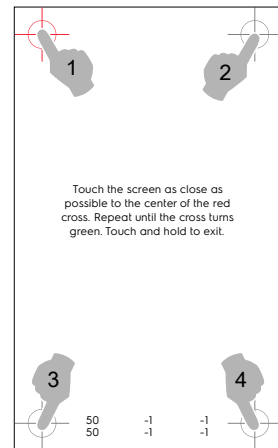 1
2
Touch the screen as close as
possible to the center of the red
cross. Repeat until the cross turns
green. Touch and hold to exit.
3
4
50 -1 -1
50 -1 -1